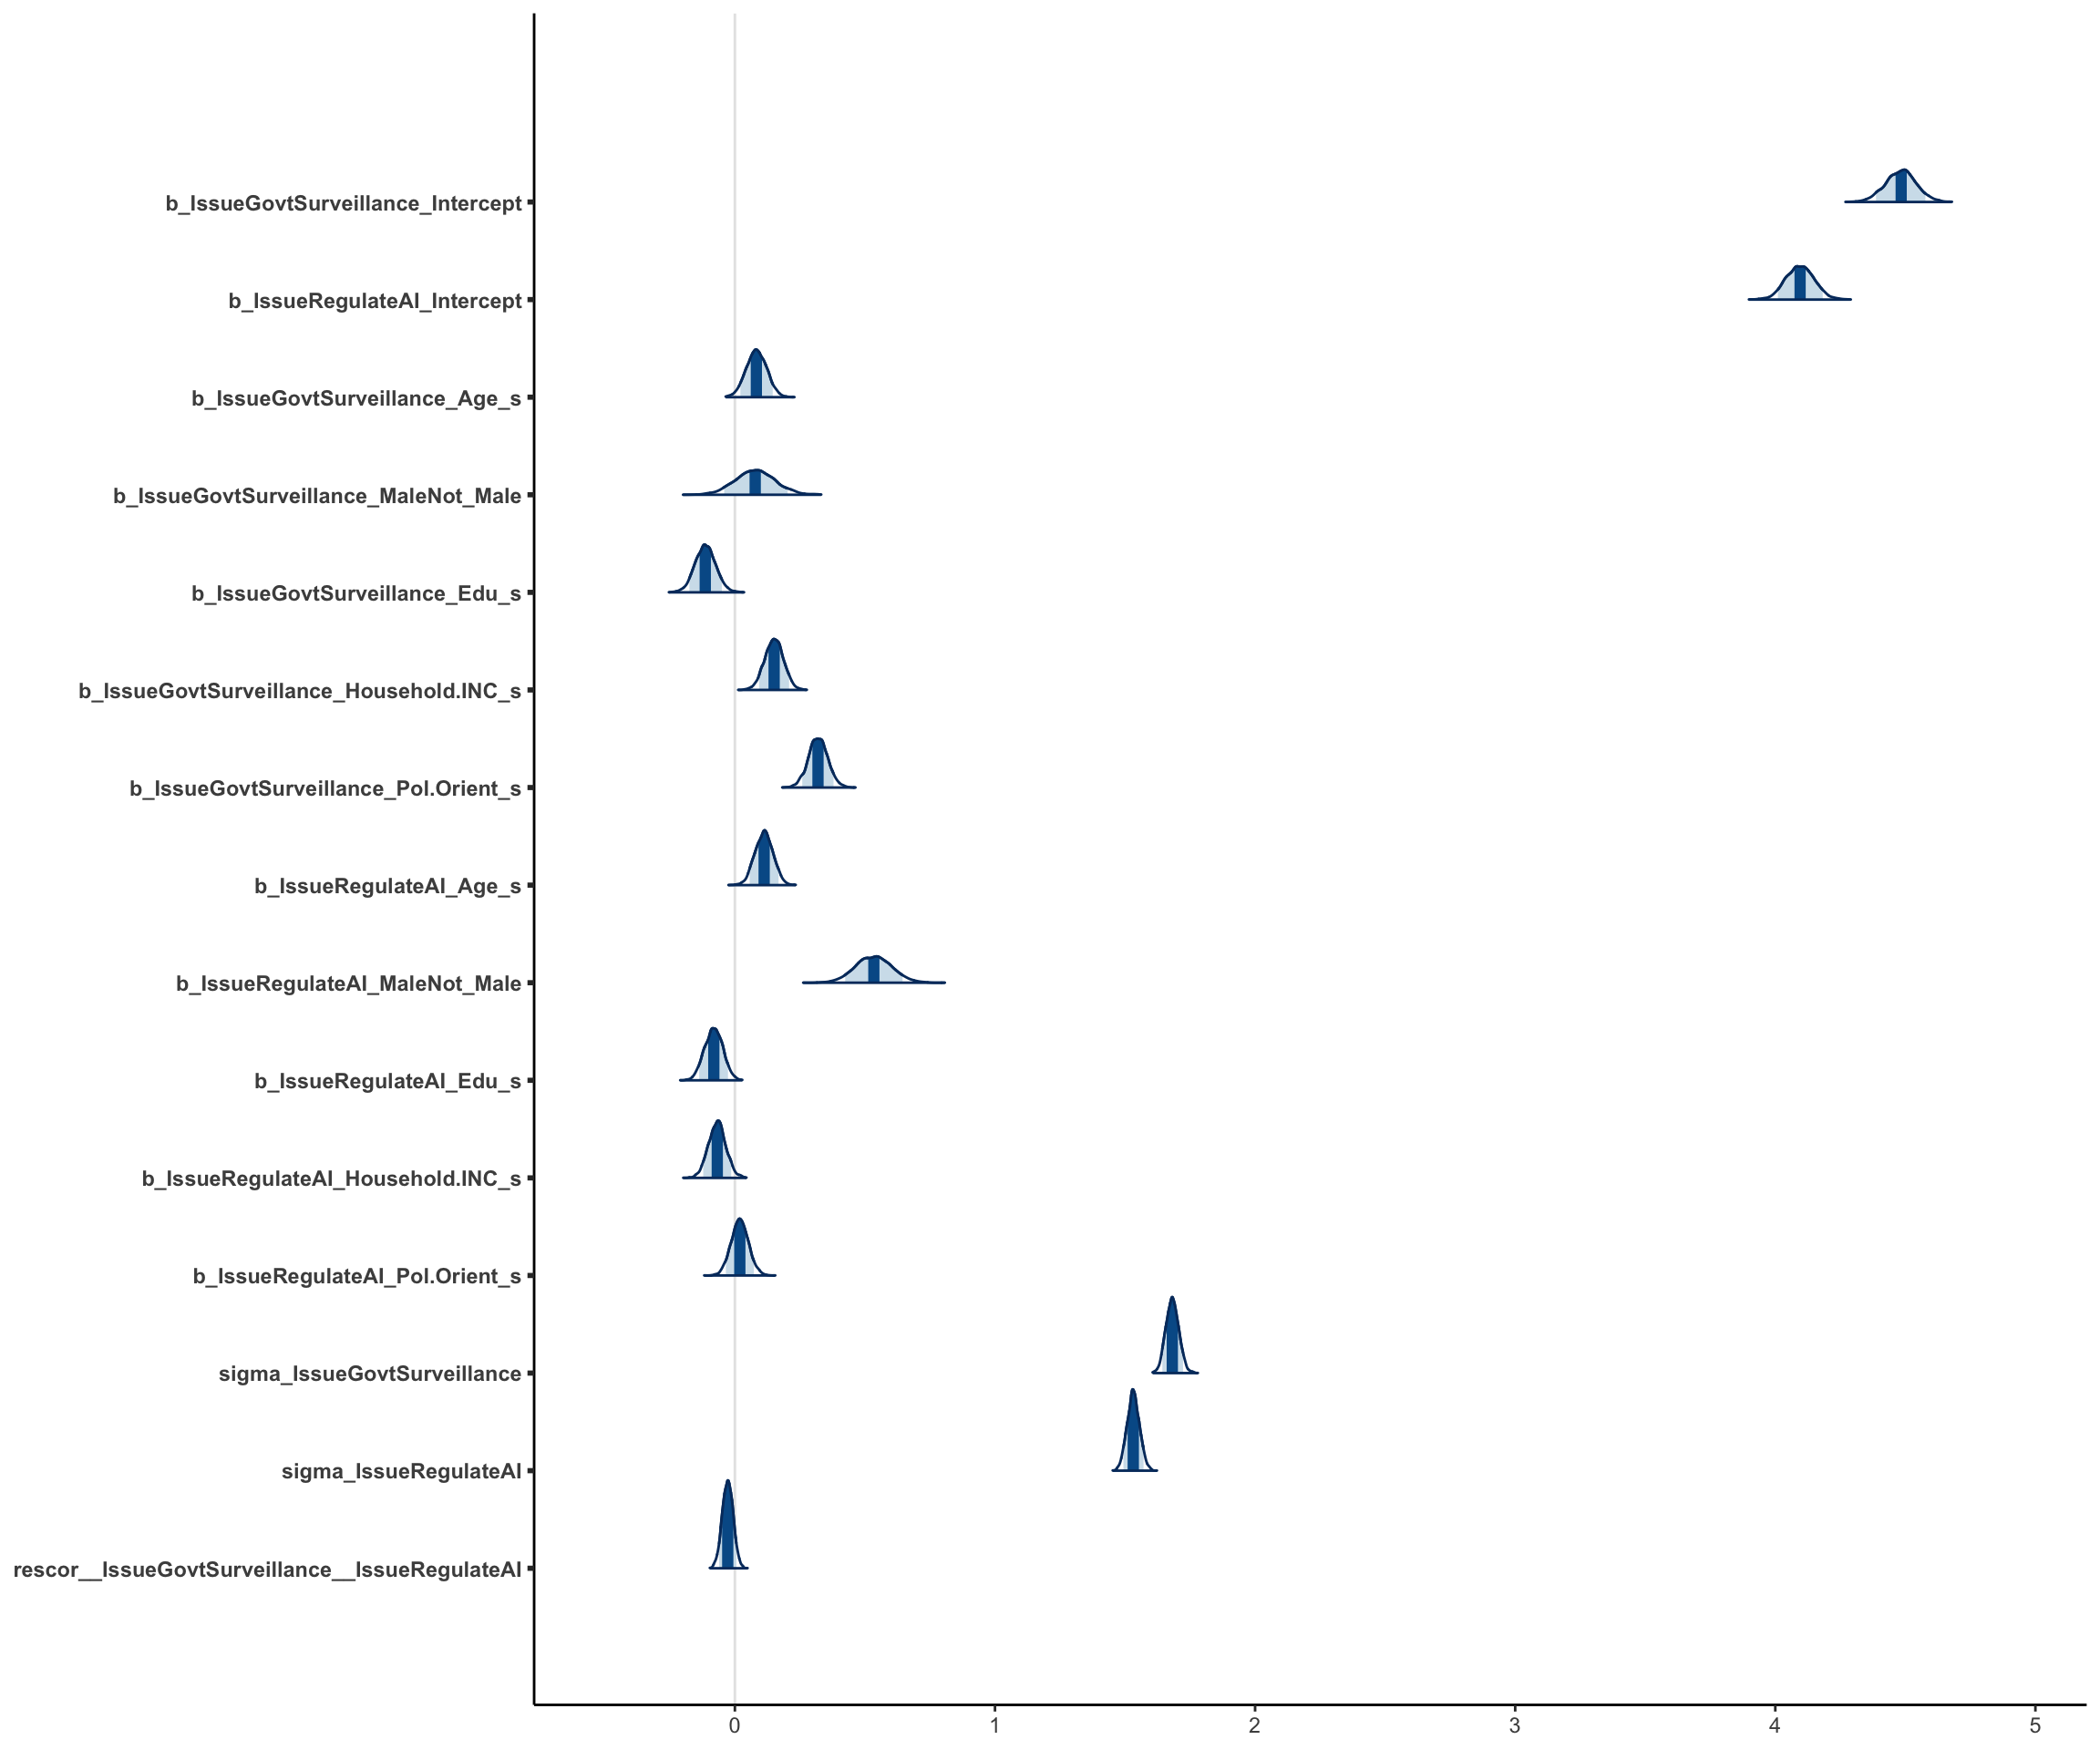 b_IssueGovtSurveillance_Intercept
b_IssueRegulateAI_Intercept
b_IssueGovtSurveillance_Age_s
b_IssueGovtSurveillance_MaleNot_Male
b_IssueGovtSurveillance_Edu_s
b_IssueGovtSurveillance_Household.INC_s
b_IssueGovtSurveillance_Pol.Orient_s
b_IssueRegulateAI_Age_s
b_IssueRegulateAI_MaleNot_Male
b_IssueRegulateAI_Edu_s
b_IssueRegulateAI_Household.INC_s
b_IssueRegulateAI_Pol.Orient_s
sigma_IssueGovtSurveillance
sigma_IssueRegulateAI
rescor__IssueGovtSurveillance__IssueRegulateAI
0 1 2 3 4 5